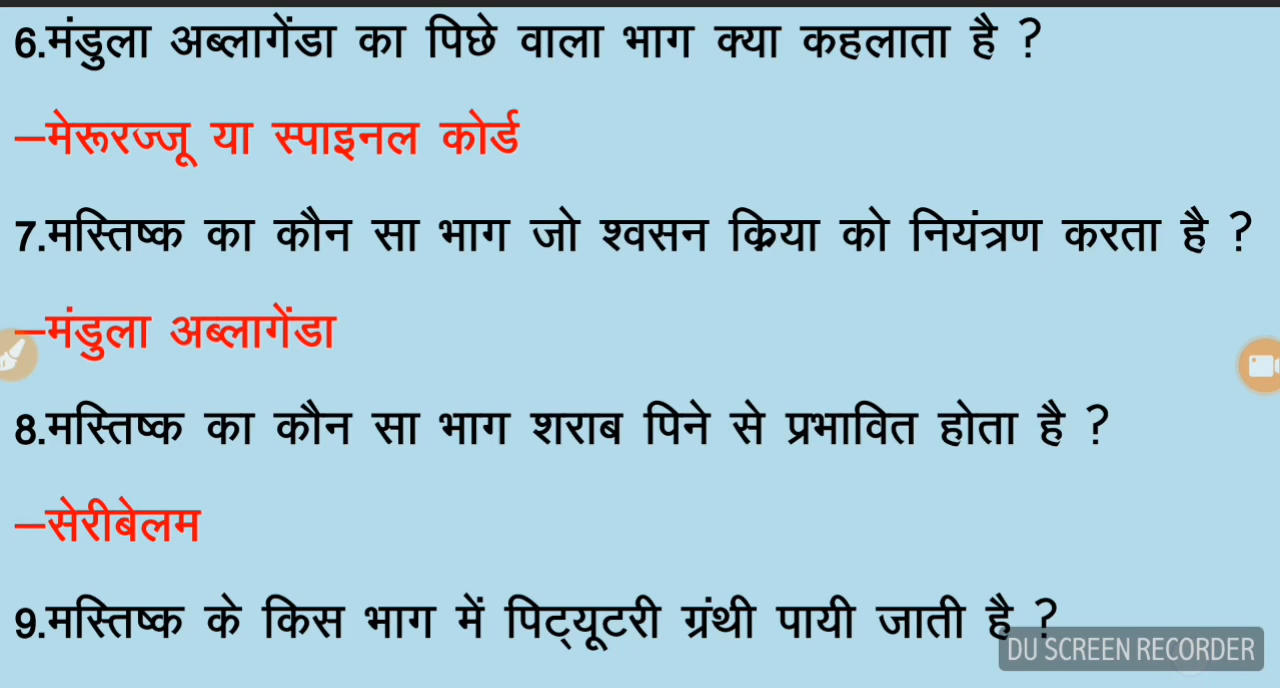 6.मंडुला अब्लागेंडा का पिछे वाला भाग क्या कहलाता है ?
–मेरूरज्जू या स्पाइनल कोर्ड
7.मस्तिष्क का कौन सा भाग जो श्वसन क्रिया को नियंत्रण करता है ?
–मंडुला अब्लागेंडा
8.मस्तिष्क का कौन सा भाग शराब पिने से प्रभावित होता है ?
–सेरीबेलम
9.मस्तिष्क के किस भाग में पिट्यूटरी ग्रंथी पायी जाती है ?
DU SCREEN RECORDER